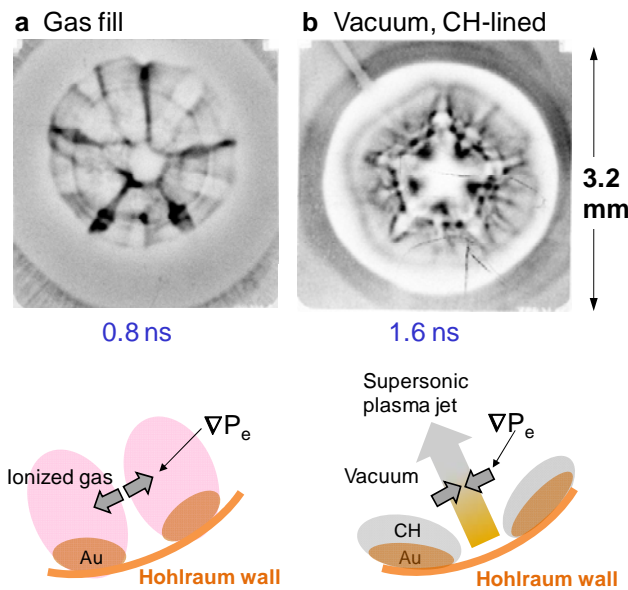 a Gas fill
b Vacuum, CH-lined
3.2
mm
0.8 ns
1.6 ns
∇Pe
Ionized gas
Au
Hohlraum wall
Supersonic
plasma jet
∇Pe
Vacuum
CH
Au
Hohlraum wall